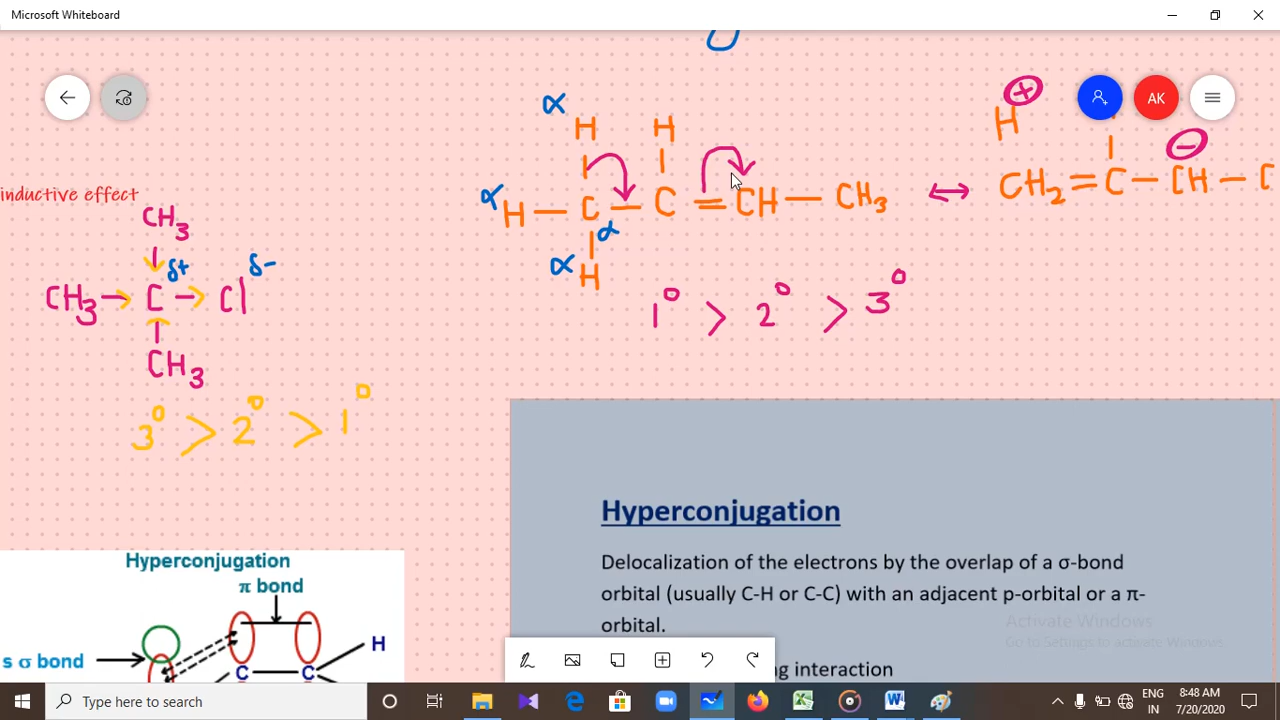 Microsoft Whiteboard
AK
inductive effect
CH3
CH3 C δ+ Cl δ-
CH3
3° > 2° > 1°
α
H H
α H — C — C = CH — CH3 ↔ CH2 = C — CH — C
α
α H
H ⊕
⊖
1° > 2° > 3°
Hyperconjugation
Delocalization of the electrons by the overlap of a σ-bond
orbital (usually C-H or C-C) with an adjacent p-orbital or a π-
orbital.
ng interaction
Hyperconjugation
π bond
s σ bond
H
C C
Activate Windows
Go to Settings to activate Windows
Type here to search
ENG
IN
8:48 AM
7/20/2020